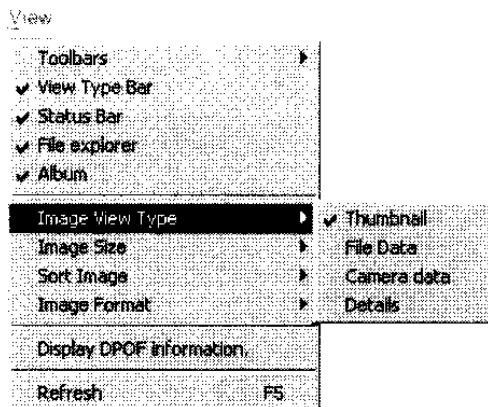 View
Toolbars
View Type Bar
Status Bar
File explorer
Album
Image View Type
Image Size
Sort Image
Image Format
Display DPOF information.
Refresh F5
Thumbnail
File Data
Camera data
Details